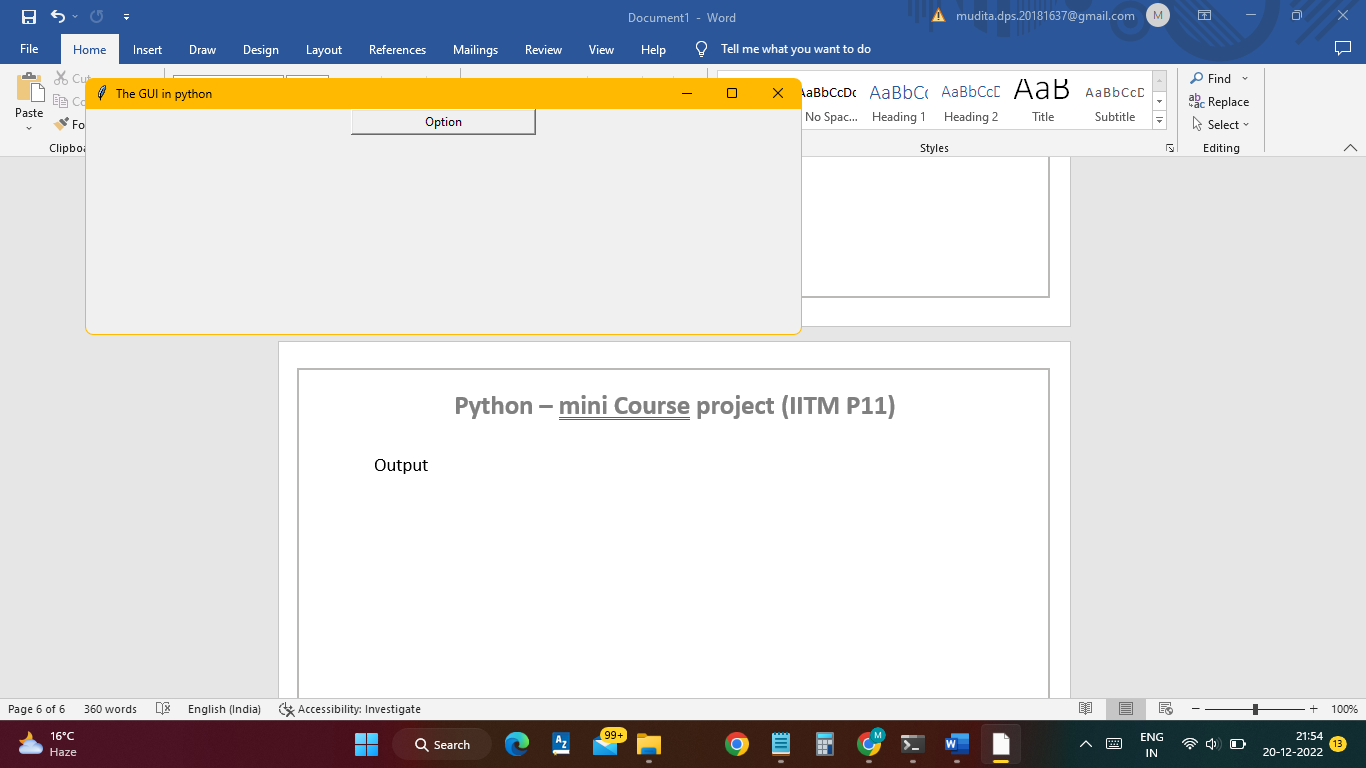 Document1 - Word
mudita.dps.20181637@gmail.com
M
File
Home
Insert
Draw
Design
Layout
References
Mailings
Review
View
Help
Tell me what you want to do
Paste
Cu
Co
Fo
Clipboa
The GUI in python
Option
AaBbCcDc
No Spac...
AaBbCc
Heading 1
AaBbCcD
Heading 2
AaB
Title
AaBbCcD
Subtitle
Styles
Find
Replace
Select
Editing
Python – mini Course project (IITM P11)
Output
Page 6 of 6
360 words
English (India)
Accessibility: Investigate
100%
16°C
Haze
Search
A Z
99+
M
W
ENG
IN
21:54
20-12-2022
13